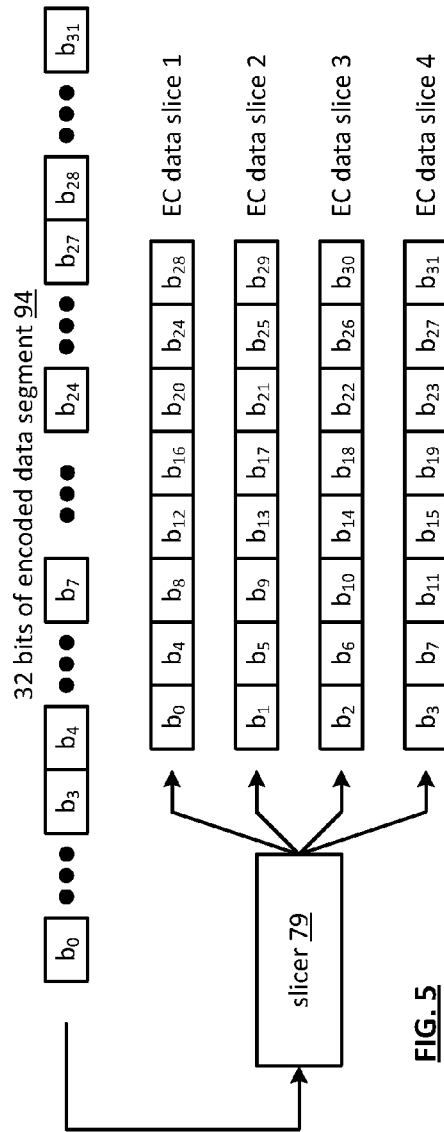 32 bits of encoded data segment 94
b0 b3 b4 b7 b24 b27 b28 b31
b0 b4 b8 b12 b16 b20 b24 b28 EC data slice 1
b1 b5 b9 b13 b17 b21 b25 b29 EC data slice 2
b2 b6 b10 b14 b18 b22 b26 b30 EC data slice 3
b3 b7 b11 b15 b19 b23 b27 b31 EC data slice 4
slicer 79
FIG. 5